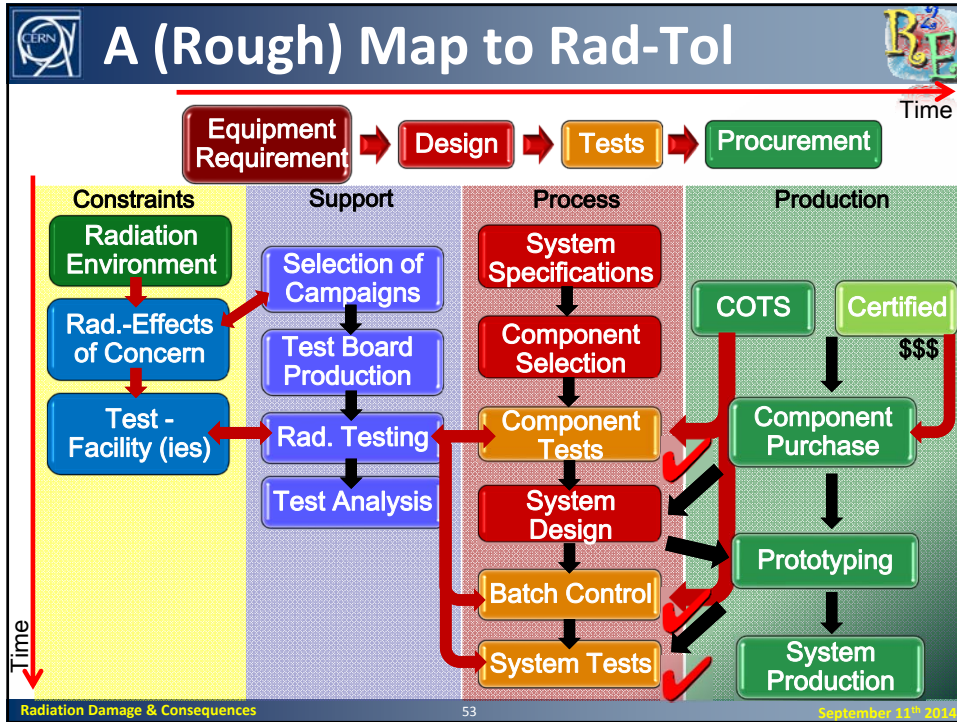 CERN
A (Rough) Map to Rad-Tol
R2E
Time
Equipment
Requirement
Design
Tests
Procurement
Constraints
Support
Process
Production
Radiation
Environment
Rad.-Effects
of Concern
Test -
Facility (ies)
Selection of
Campaigns
Test Board
Production
Rad. Testing
Test Analysis
System
Specifications
Component
Selection
Component
Tests
System
Design
Batch Control
System Tests
COTS
Certified
$$$
Component
Purchase
Prototyping
System
Production
Time
Radiation Damage & Consequences
53
September 11th 2014